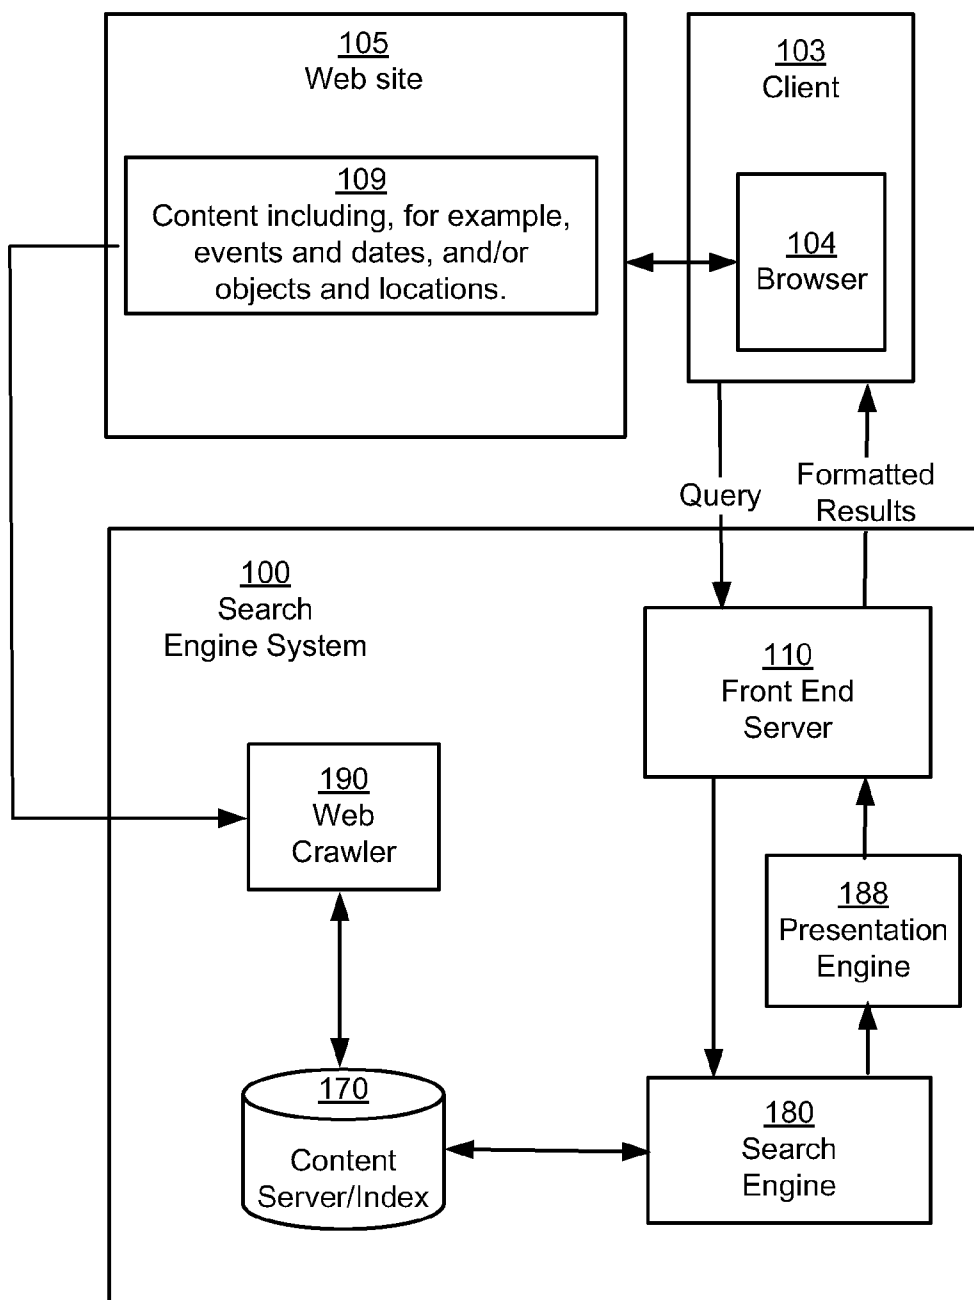 105
Web site
109
Content including, for example,
events and dates, and/or
objects and locations.
103
Client
104
Browser
Query
Formatted
Results
100
Search
Engine System
110
Front End
Server
190
Web
Crawler
188
Presentation
Engine
170
Content
Server/Index
180
Search
Engine